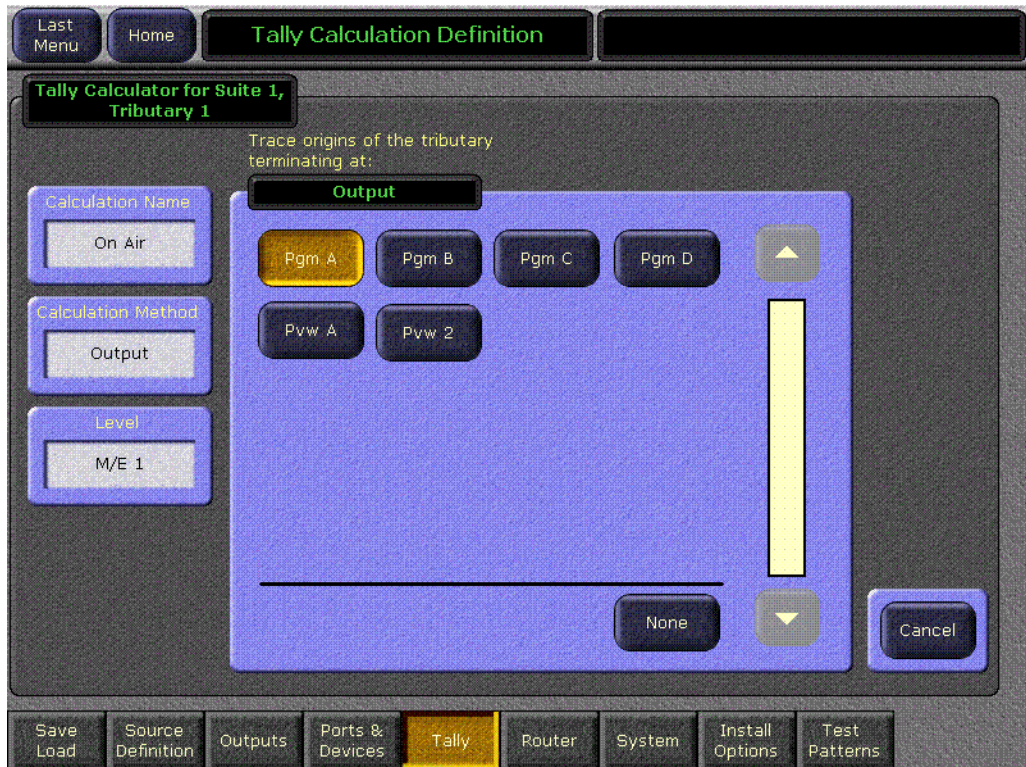 Last
Menu
Home
Tally Calculation Definition
Tally Calculator for Suite 1,
Tributary 1
Trace origins of the tributary
terminating at:
Output
Calculation Name
On Air
Calculation Method
Output
Level
M/E 1
Pgm A
Pgm B
Pgm C
Pgm D
Pvw A
Pvw 2
None
Cancel
Save
Load
Source
Definition
Outputs
Ports &
Devices
Tally
Router
System
Install
Options
Test
Patterns